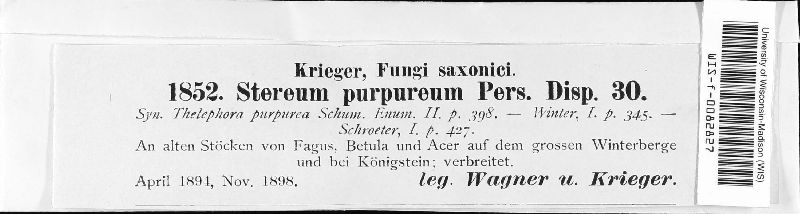 Krieger, Fungi saxonici.
1852. Stereum purpureum Pers. Disp. 30.
Syn. Thelephora purpurea Schum. Enum. II. p. 398. — Winter, I. p. 345. —
Schroeter, I. p. 427.
An alten Stöcken von Fagus, Betula und Acer auf dem grossen Winterberge
und bei Königstein; verbreitet.
April 1894, Nov. 1898. leg. Wagner u. Krieger.
University of Wisconsin-Madison (WIS)
WIS-f-0082827